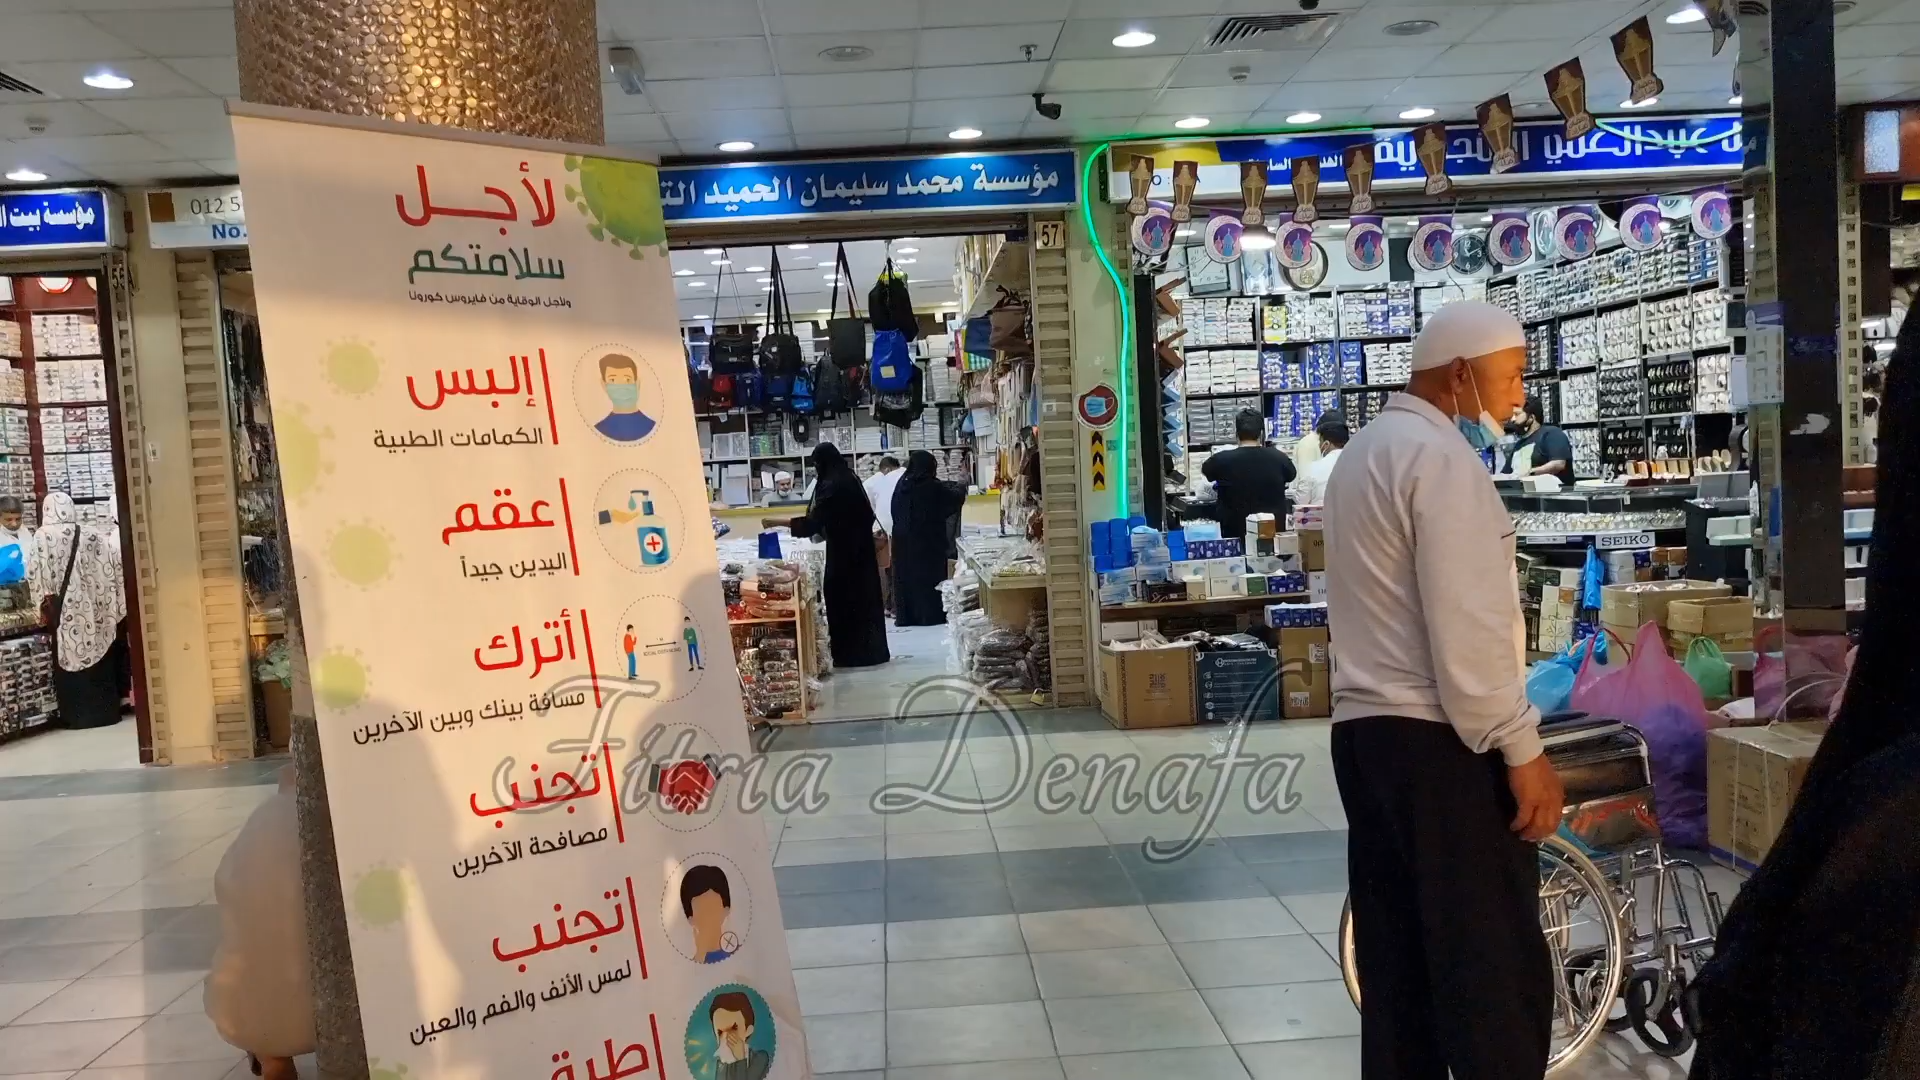 لأجل
سلامتكم
ولأجل الوقاية من فايروس كورونا
إلبس
الكمامات الطبية
عقم
اليدين جيداً
أترك
مسافة بينك وبين الآخرين
تجنب
مصافحة الآخرين
تجنب
لمس الأنف والفم والعين
مؤسسة بيت
55
012 5
No.
مؤسسة محمد سليمان الحميد
57
SEIKO
Fitria Denafa